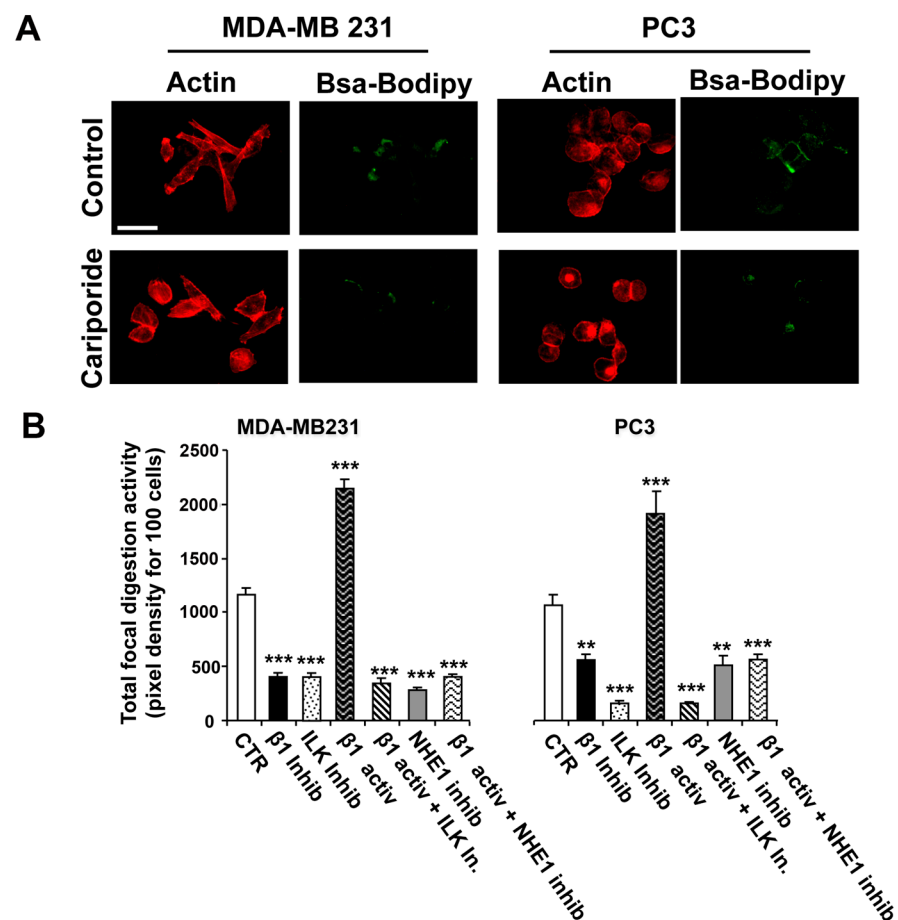 A
MDA-MB 231
PC3
Actin
Bsa-Bodipy
Actin
Bsa-Bodipy
Control
Cariporide
B
MDA-MB231
PC3
Total focal digestion activity
(pixel density for 100 cells)
2500
2000
1500
1000
500
0
***
***
***
***
***
***
**
***
***
***
**
***
CTR
β1 Inhib
ILK Inhib
β1 activ
β1 activ + ILK In.
NHE1 inhib
β1 activ + NHE1 inhib
CTR
β1 Inhib
ILK Inhib
β1 activ
β1 activ + ILK In.
NHE1 inhib
β1 activ + NHE1 inhib